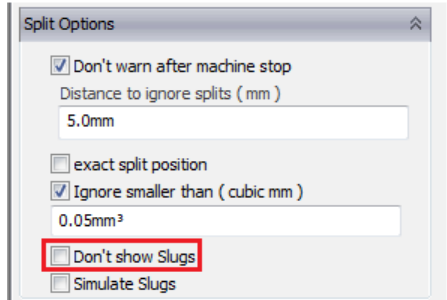 Split Options
Don't warn after machine stop
Distance to ignore splits ( mm )
5.0mm
exact split position
Ignore smaller than ( cubic mm )
0.05mm³
Don't show Slugs
Simulate Slugs